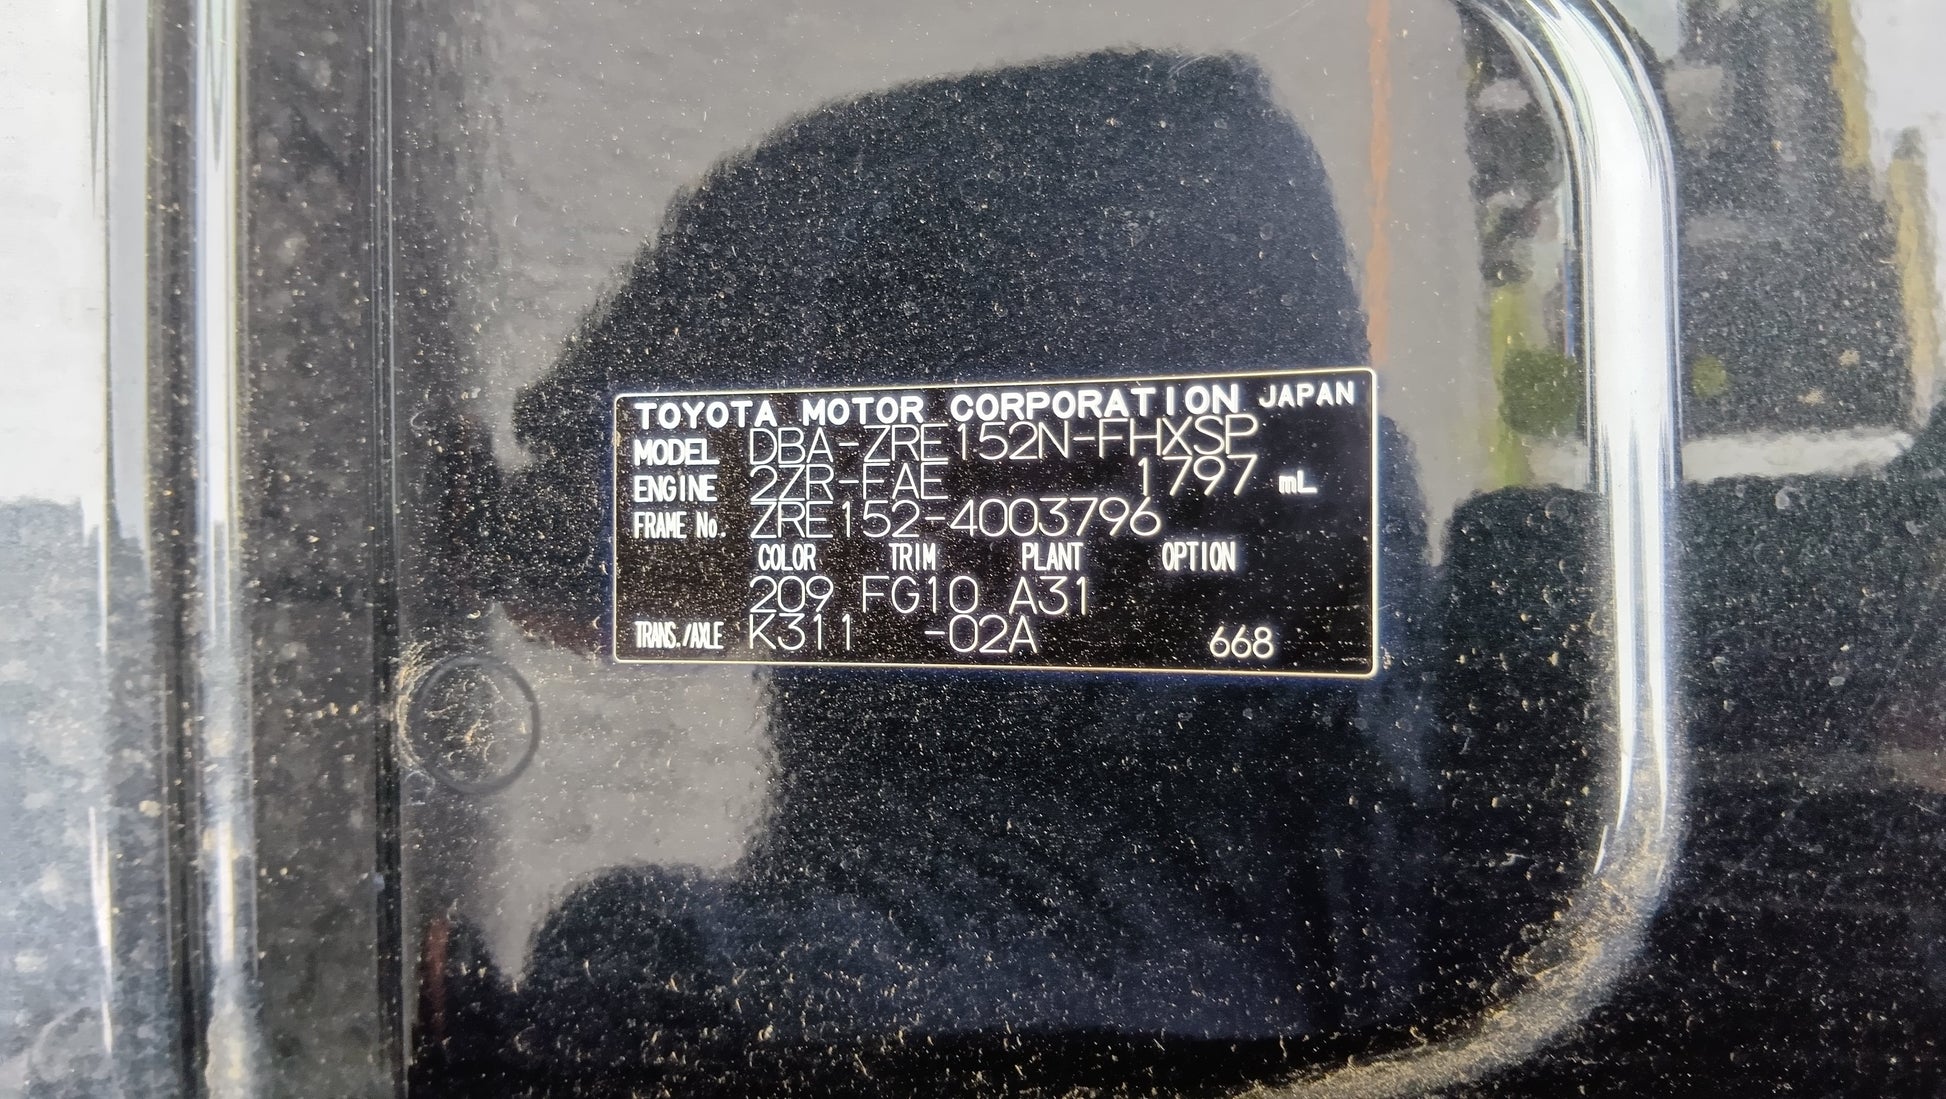 TOYOTA MOTOR CORPORATION JAPAN
MODEL DBA-ZRE152N-FHXSP
ENGINE 2ZR-FAE 1797 mL
FRAME No. ZRE152-4003796
COLOR TRIM PLANT OPTION
209 FG10 A31
TRANS./AXLE K311 -02A 668